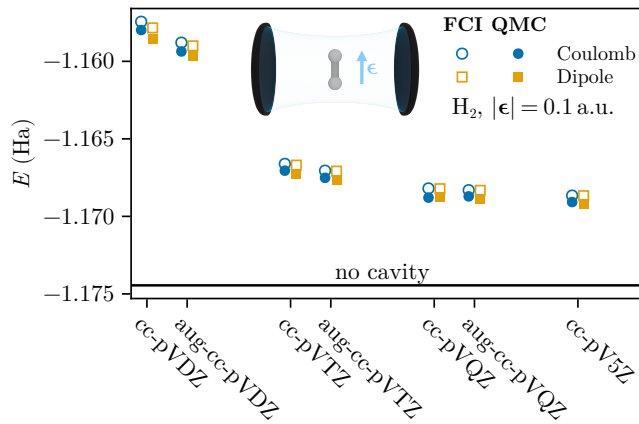 FCI QMC
Coulomb
Dipole
H₂, |ϵ| = 0.1 a.u.
ϵ
E (Ha)
−1.160
−1.165
−1.170
−1.175
no cavity
cc-pVDZ
aug-cc-pVDZ
cc-pVTZ
aug-cc-pVTZ
cc-pVQZ
aug-cc-pVQZ
cc-pV5Z